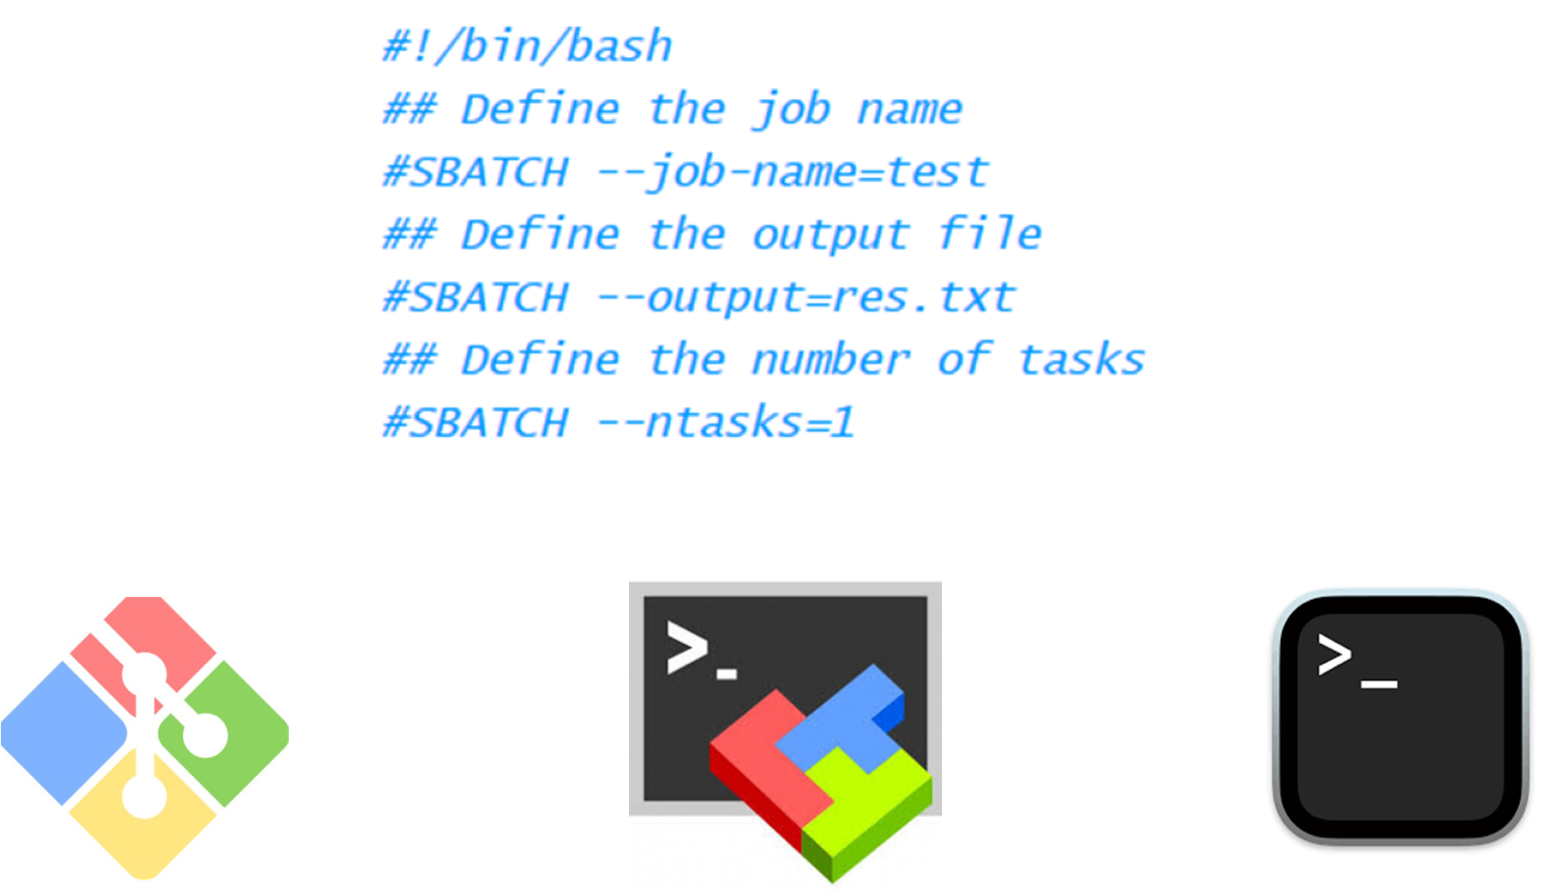 #!/bin/bash
## Define the job name
#SBATCH --job-name=test
## Define the output file
#SBATCH --output=res.txt
## Define the number of tasks
#SBATCH --ntasks=1
>_
>_